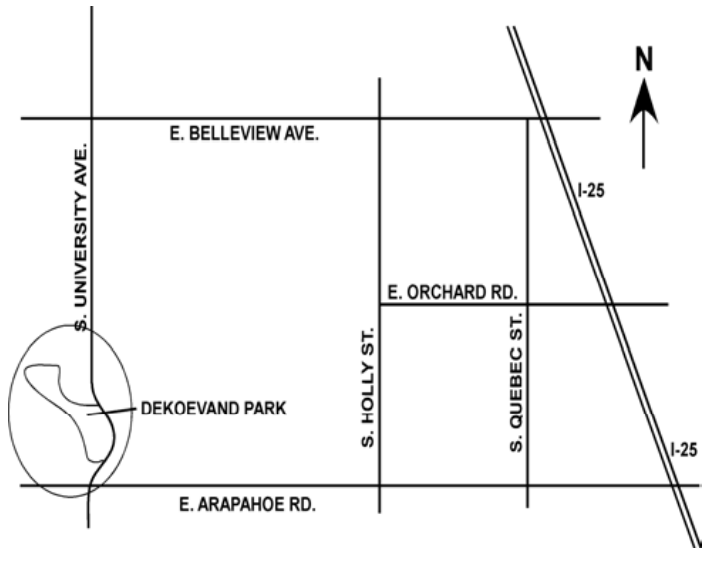 N
E. BELLEVIEW AVE.
S. UNIVERSITY AVE.
I-25
E. ORCHARD RD.
S. HOLLY ST.
S. QUEBEC ST.
DEKOEVAND PARK
I-25
E. ARAPAHOE RD.